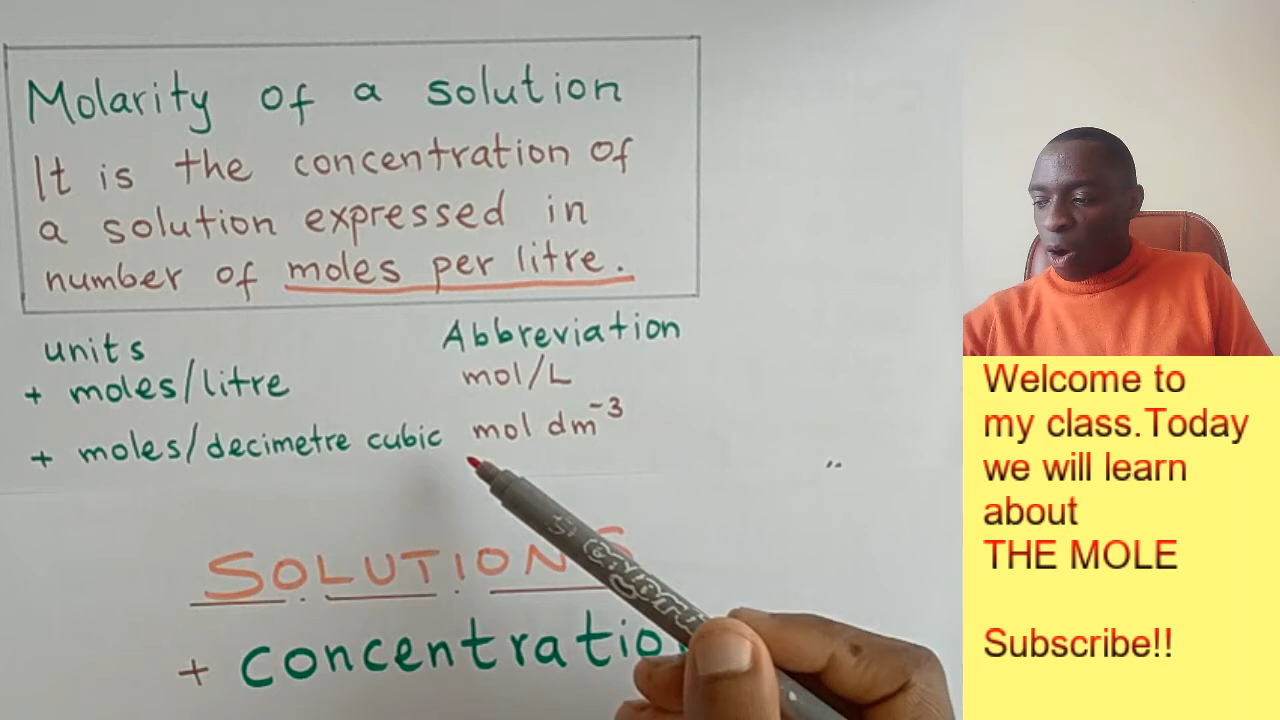 Molarity of a solution
It is the concentration of
a solution expressed in
number of moles per litre.
units Abbreviation
+ moles/litre mol/L
+ moles/decimetre cubic mol dm⁻³
SOLUTIONS
+ concentratio
Welcome to
my class.Today
we will learn
about
THE MOLE
Subscribe!!